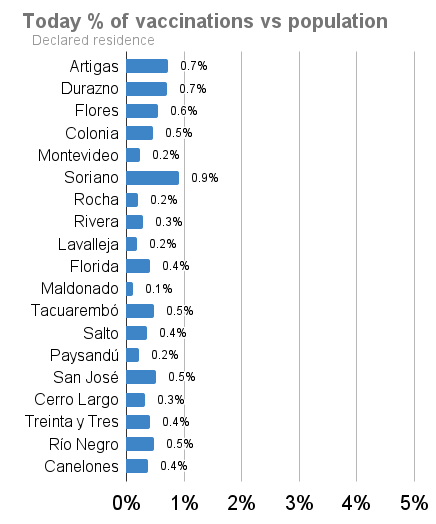 Today % of vaccinations vs population
Declared residence
Artigas 0.7%
Durazno 0.7%
Flores 0.6%
Colonia 0.5%
Montevideo 0.2%
Soriano 0.9%
Rocha 0.2%
Rivera 0.3%
Lavalleja 0.2%
Florida 0.4%
Maldonado 0.1%
Tacuarembó 0.5%
Salto 0.4%
Paysandú 0.2%
San José 0.5%
Cerro Largo 0.3%
Treinta y Tres 0.4%
Río Negro 0.5%
Canelones 0.4%
0% 1% 2% 3% 4% 5%